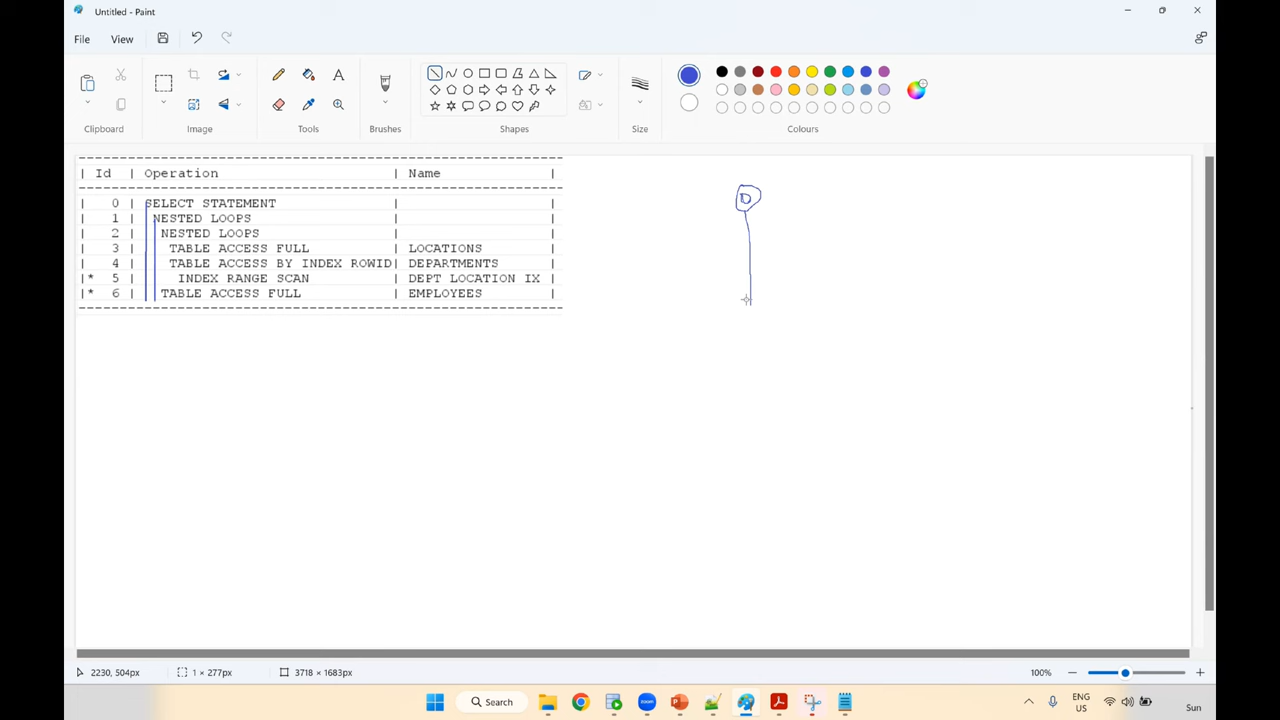 Untitled - Paint
File View
Clipboard Image Tools Brushes Shapes Size Colours
--------------------------------------------------
| Id | Operation | Name |
--------------------------------------------------
| 0 | SELECT STATEMENT | |
| 1 | NESTED LOOPS | |
| 2 | NESTED LOOPS | |
| 3 | TABLE ACCESS FULL | LOCATIONS |
| 4 | TABLE ACCESS BY INDEX ROWID| DEPARTMENTS |
|* 5 | INDEX RANGE SCAN | DEPT LOCATION IX |
|* 6 | TABLE ACCESS FULL | EMPLOYEES |
--------------------------------------------------
2230, 504px 1 × 277px 3718 × 1683px 100%
Search ENG US Sun